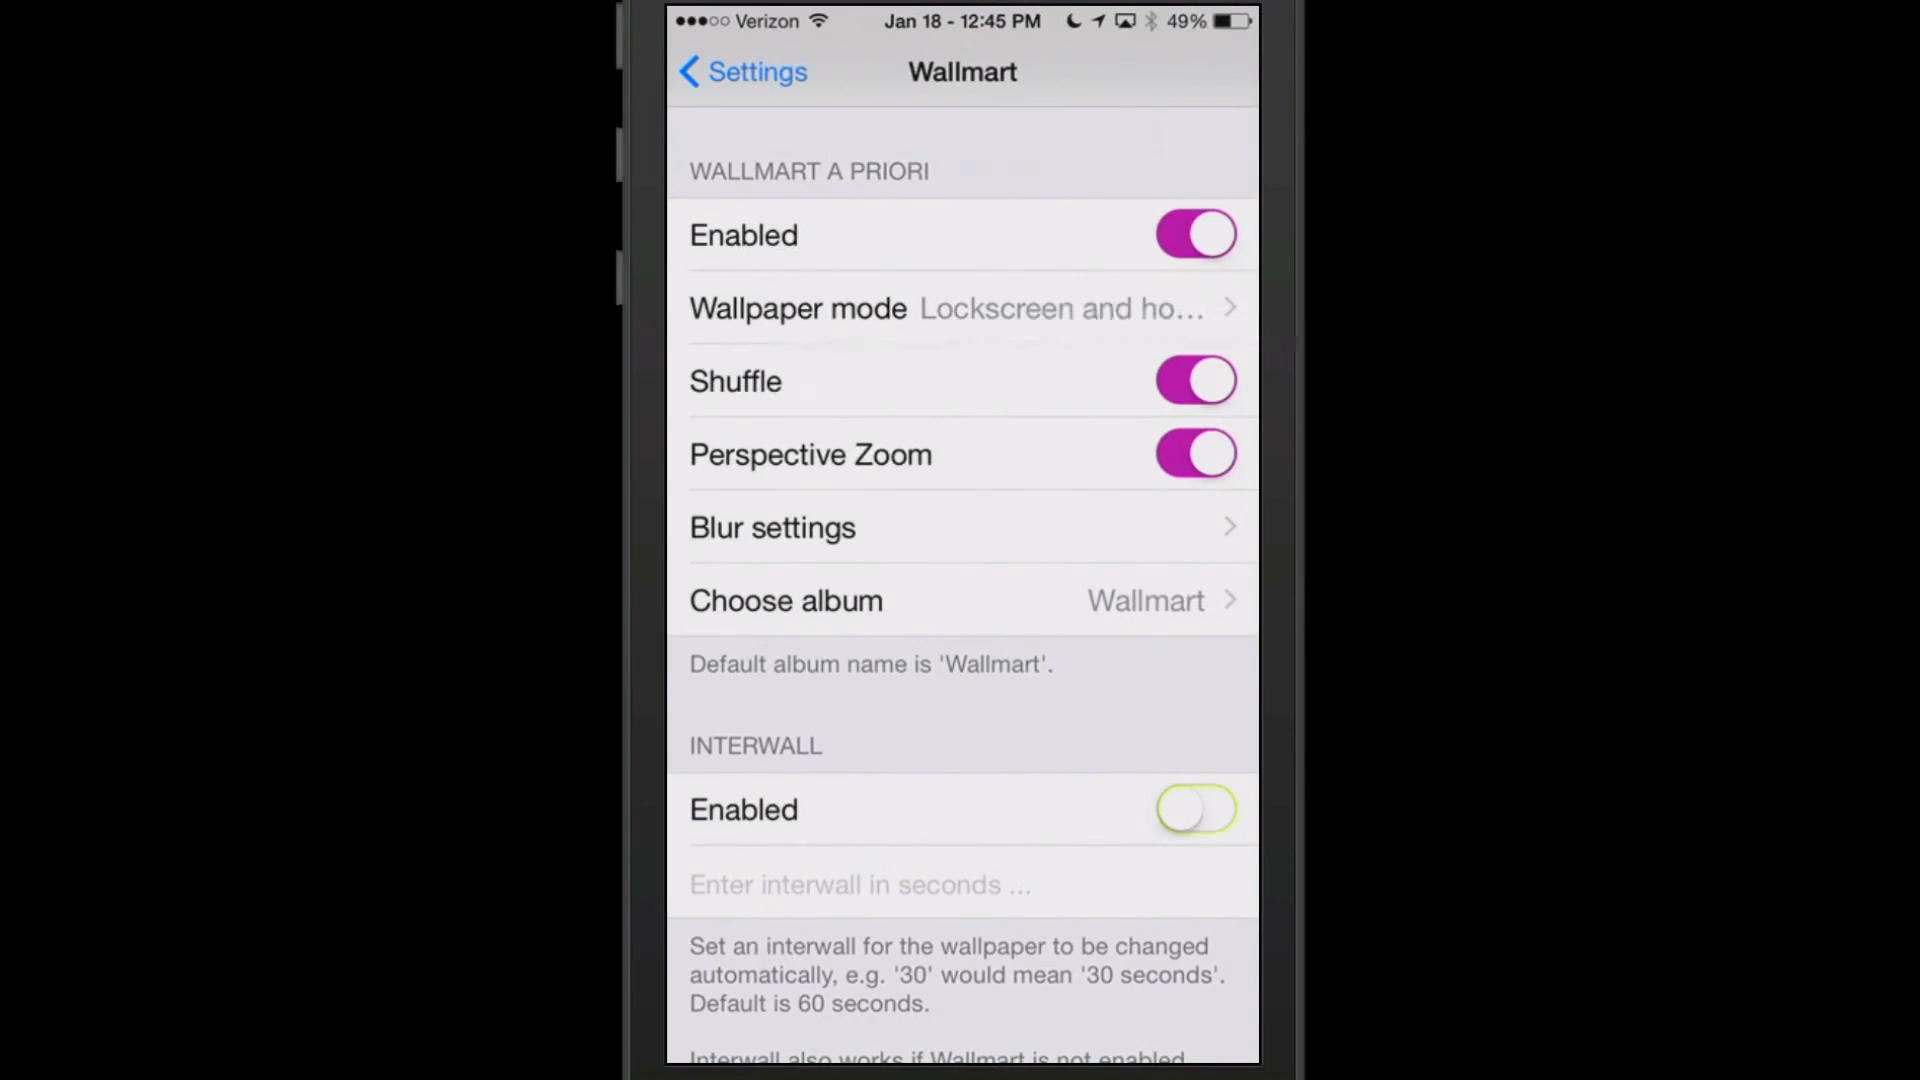 Verizon
Jan 18 - 12:45 PM
49%
Settings
Wallmart
WALLMART A PRIORI
Enabled
Wallpaper mode Lockscreen and ho...
Shuffle
Perspective Zoom
Blur settings
Choose album Wallmart
Default album name is 'Wallmart'.
INTERWALL
Enabled
Enter interwall in seconds ...
Set an interwall for the wallpaper to be changed
automatically, e.g. '30' would mean '30 seconds'.
Default is 60 seconds.
Interwall also works if Wallmart is not enabled